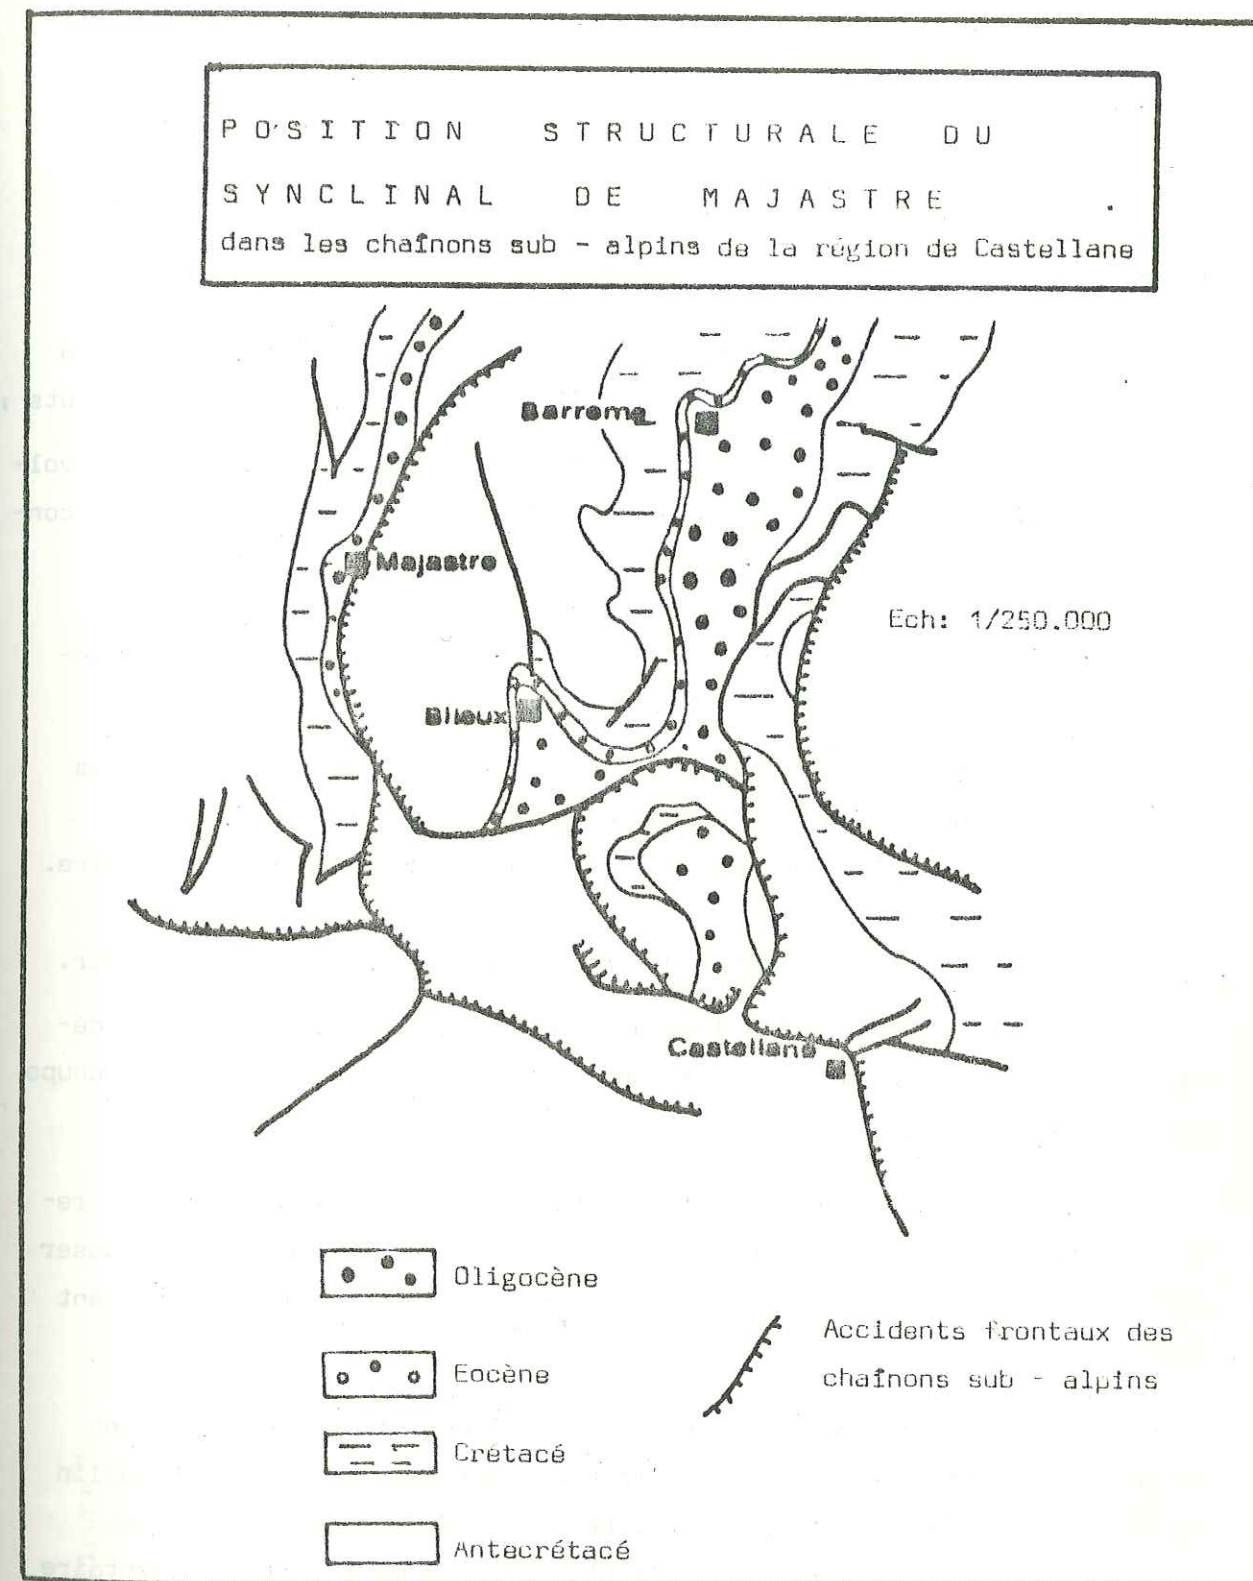 POSITION STRUCTURALE DU
SYNCLINAL DE MAJASTRE
dans les chaînons sub - alpins de la région de Castellane
Barreme
Majastre
Ech: 1/250.000
Blieux
Castellane
Oligocène
Eocène
Crétacé
Antecrétacé
Accidents frontaux des
chaînons sub - alpins